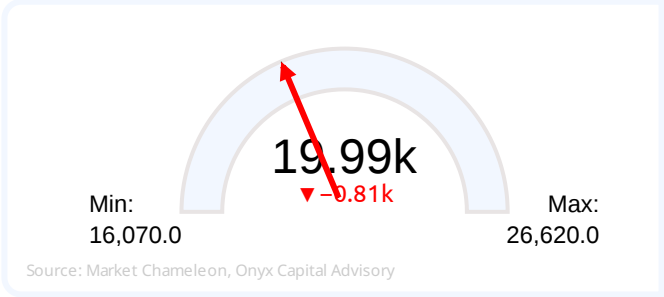 19.99k
▼−0.81k
Min:
16,070.0
Max:
26,620.0
Source: Market Chameleon, Onyx Capital Advisory